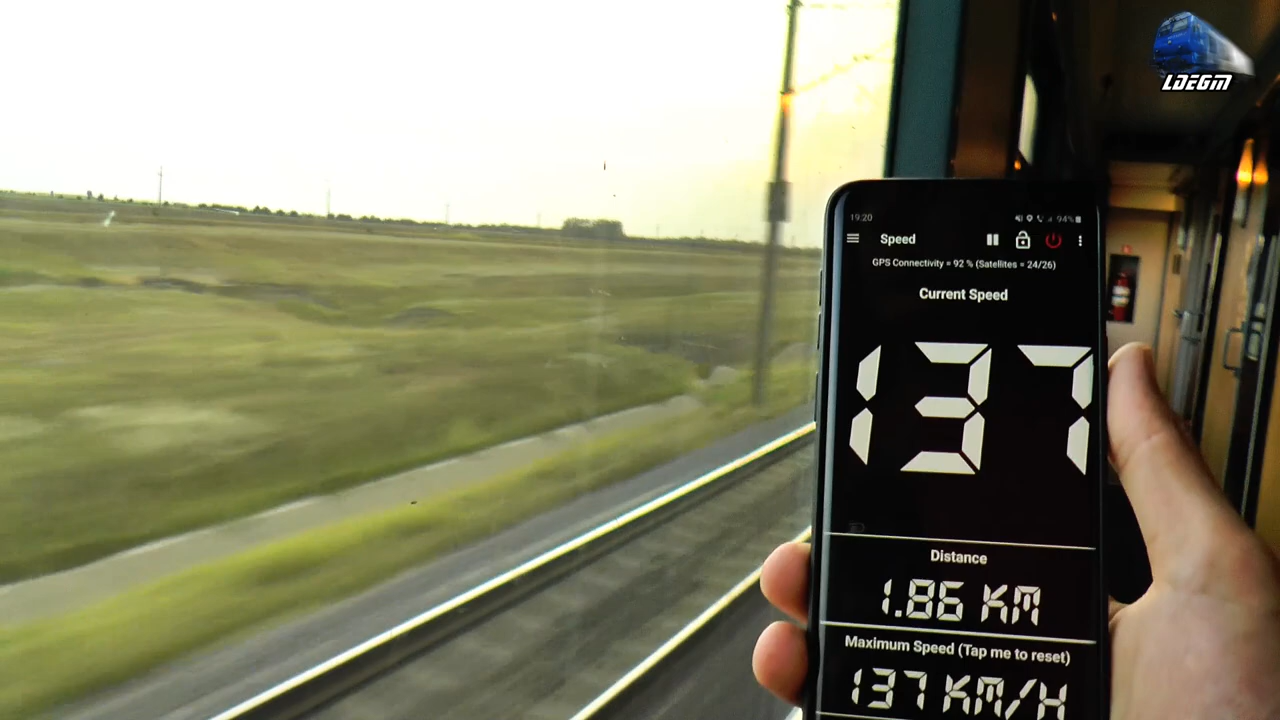 LDEGM
19:20
94%
Speed
GPS Connectivity = 92 % (Satellites = 24/26)
Current Speed
137
Distance
1.86 KM
Maximum Speed (Tap me to reset)
137 KM/H